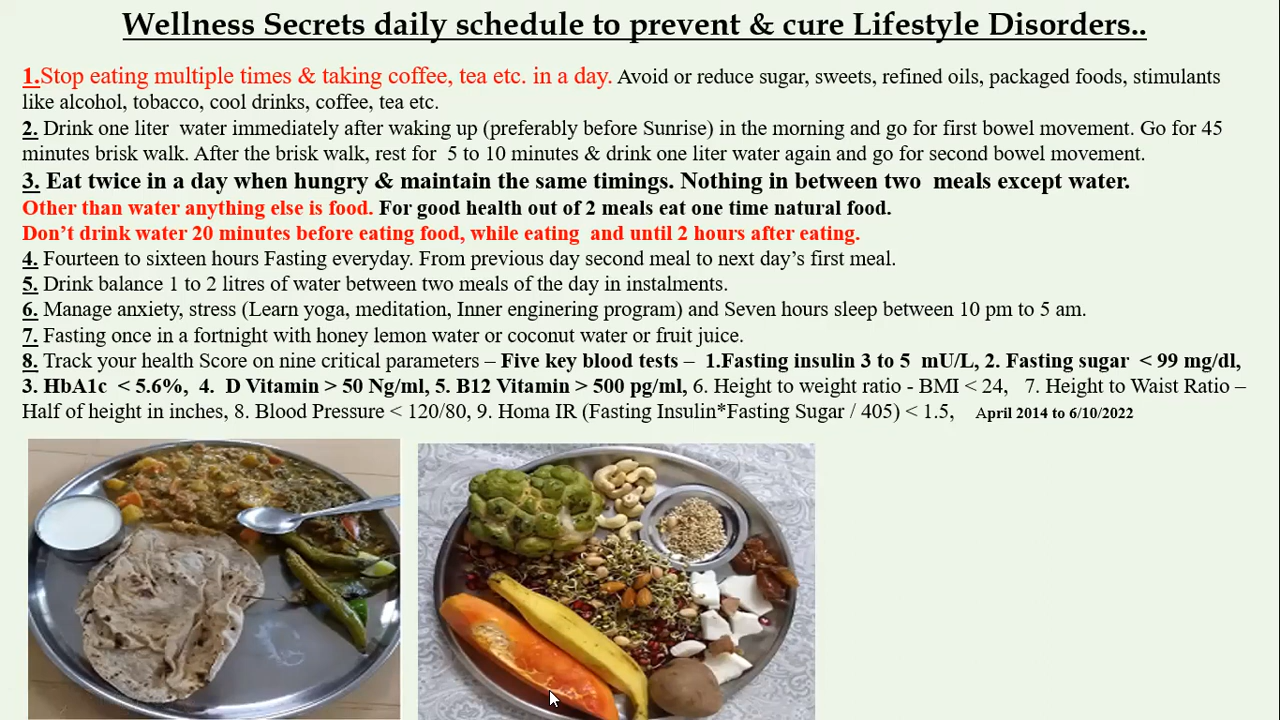 Wellness Secrets daily schedule to prevent & cure Lifestyle Disorders..
1.Stop eating multiple times & taking coffee, tea etc. in a day. Avoid or reduce sugar, sweets, refined oils, packaged foods, stimulants
like alcohol, tobacco, cool drinks, coffee, tea etc.
2. Drink one liter water immediately after waking up (preferably before Sunrise) in the morning and go for first bowel movement. Go for 45
minutes brisk walk. After the brisk walk, rest for 5 to 10 minutes & drink one liter water again and go for second bowel movement.
3. Eat twice in a day when hungry & maintain the same timings. Nothing in between two meals except water.
Other than water anything else is food. For good health out of 2 meals eat one time natural food.
Don't drink water 20 minutes before eating food, while eating and until 2 hours after eating.
4. Fourteen to sixteen hours Fasting everyday. From previous day second meal to next day's first meal.
5. Drink balance 1 to 2 litres of water between two meals of the day in instalments.
6. Manage anxiety, stress (Learn yoga, meditation, Inner enginering program) and Seven hours sleep between 10 pm to 5 am.
7. Fasting once in a fortnight with honey lemon water or coconut water or fruit juice.
8. Track your health Score on nine critical parameters – Five key blood tests – 1.Fasting insulin 3 to 5 mU/L, 2. Fasting sugar < 99 mg/dl,
3. HbA1c < 5.6%, 4. D Vitamin > 50 Ng/ml, 5. B12 Vitamin > 500 pg/ml, 6. Height to weight ratio - BMI < 24, 7. Height to Waist Ratio –
Half of height in inches, 8. Blood Pressure < 120/80, 9. Homa IR (Fasting Insulin*Fasting Sugar / 405) < 1.5, April 2014 to 6/10/2022